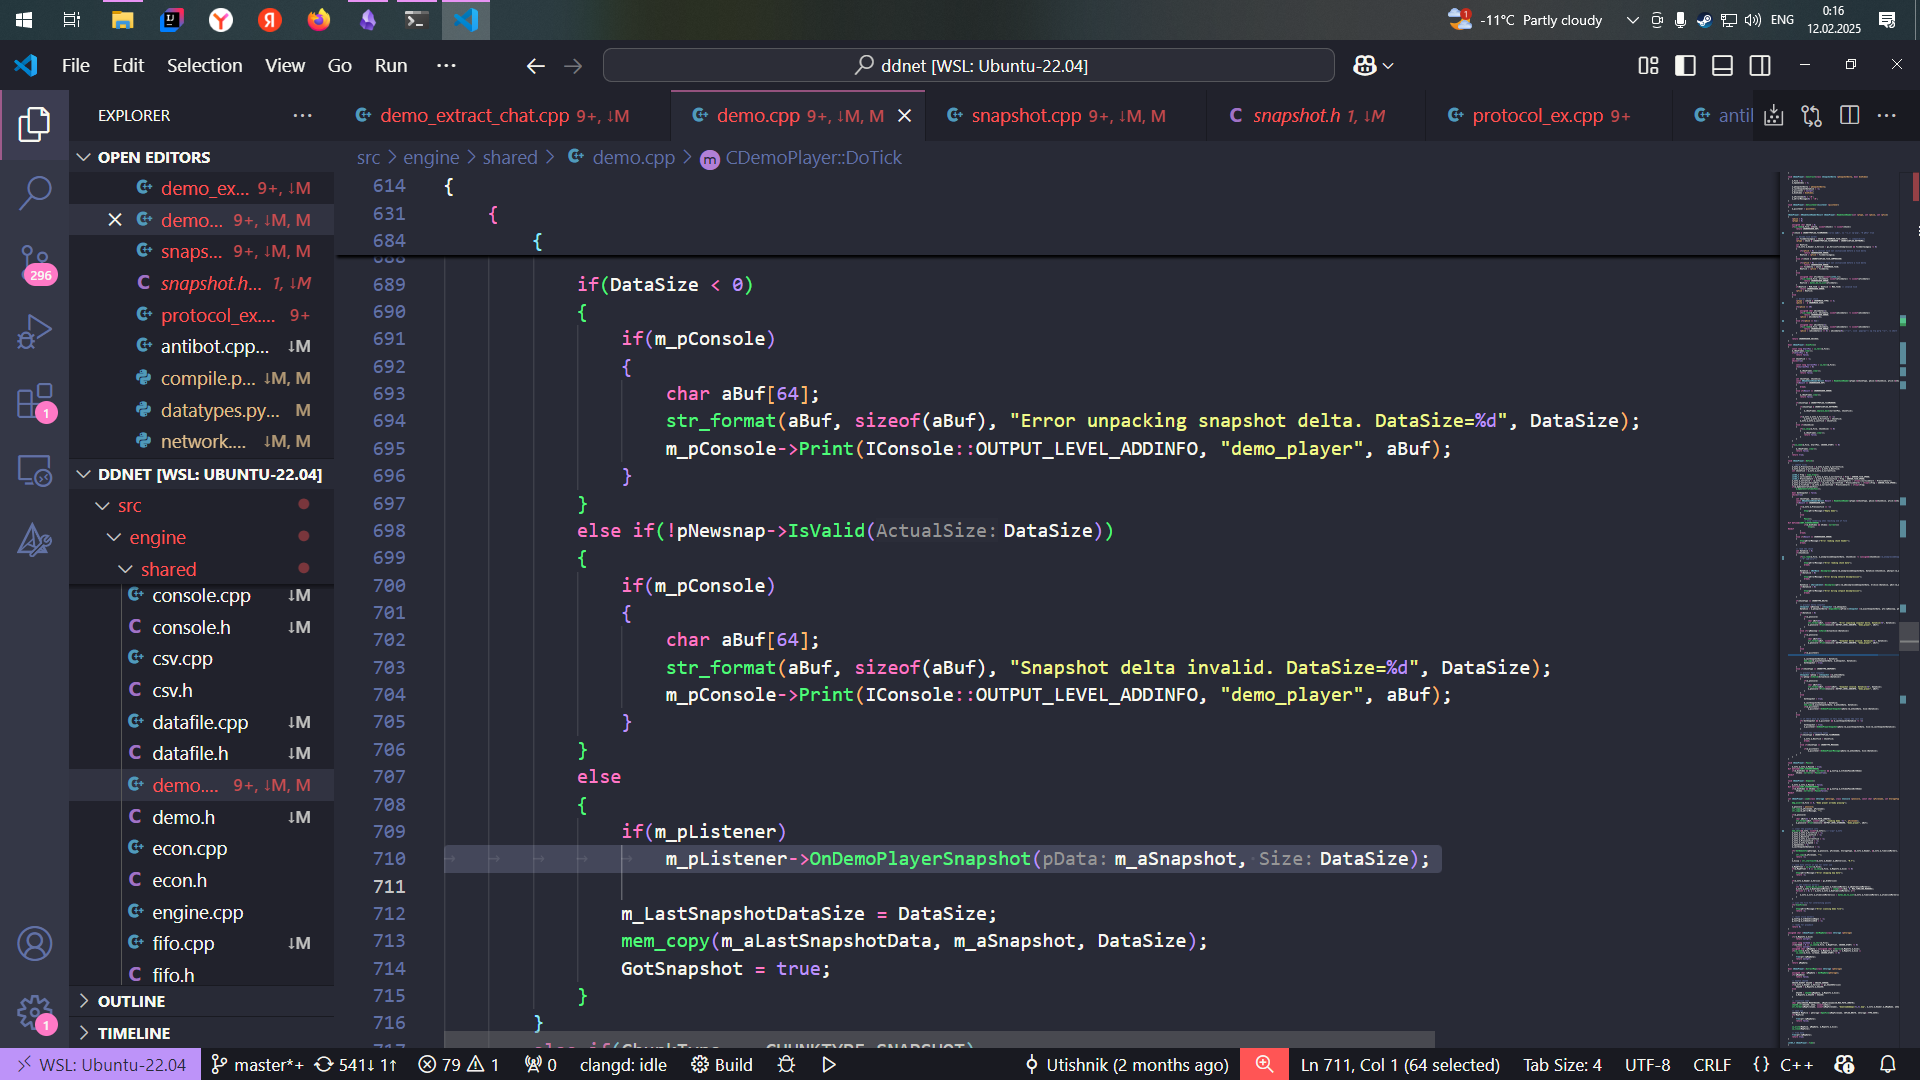 -11°C Partly cloudy
ENG
0:16
12.02.2025
File Edit Selection View Go Run ···
ddnet [WSL: Ubuntu-22.04]
EXPLORER
demo_extract_chat.cpp 9+, ↓M
demo.cpp 9+, ↓M, M
snapshot.cpp 9+, ↓M, M
snapshot.h 1, ↓M
protocol_ex.cpp 9+
antil
OPEN EDITORS
demo_ex... 9+, ↓M
demo... 9+, ↓M, M
snaps... 9+, ↓M, M
snapshot.h... 1, ↓M
protocol_ex.... 9+
antibot.cpp... ↓M
compile.p... ↓M, M
datatypes.py... M
network.... ↓M, M
296
1
1
DDNET [WSL: UBUNTU-22.04]
src
engine
shared
console.cpp ↓M
console.h ↓M
csv.cpp
csv.h
datafile.cpp ↓M
datafile.h ↓M
demo.... 9+, ↓M, M
demo.h ↓M
econ.cpp
econ.h
engine.cpp
fifo.cpp ↓M
fifo.h
OUTLINE
TIMELINE
src > engine > shared > demo.cpp > CDemoPlayer::DoTick
614 {
631 {
684 {
688
689 if(DataSize < 0)
690 {
691 if(m_pConsole)
692 {
693 char aBuf[64];
694 str_format(aBuf, sizeof(aBuf), "Error unpacking snapshot delta. DataSize=%d", DataSize);
695 m_pConsole->Print(IConsole::OUTPUT_LEVEL_ADDINFO, "demo_player", aBuf);
696 }
697 }
698 else if(!pNewsnap->IsValid(ActualSize: DataSize))
699 {
700 if(m_pConsole)
701 {
702 char aBuf[64];
703 str_format(aBuf, sizeof(aBuf), "Snapshot delta invalid. DataSize=%d", DataSize);
704 m_pConsole->Print(IConsole::OUTPUT_LEVEL_ADDINFO, "demo_player", aBuf);
705 }
706 }
707 else
708 {
709 if(m_pListener)
710 m_pListener->OnDemoPlayerSnapshot(pData: m_aSnapshot, Size: DataSize);
711
712 m_LastSnapshotDataSize = DataSize;
713 mem_copy(m_aLastSnapshotData, m_aSnapshot, DataSize);
714 GotSnapshot = true;
715 }
716 }
717 else if(ChunkType == CHUNKTYPE_SNAPSHOT)
WSL: Ubuntu-22.04 master*+ 541↓ 1↑ 79 1 0 clangd: idle Build Utishnik (2 months ago) Ln 711, Col 1 (64 selected) Tab Size: 4 UTF-8 CRLF {} C++